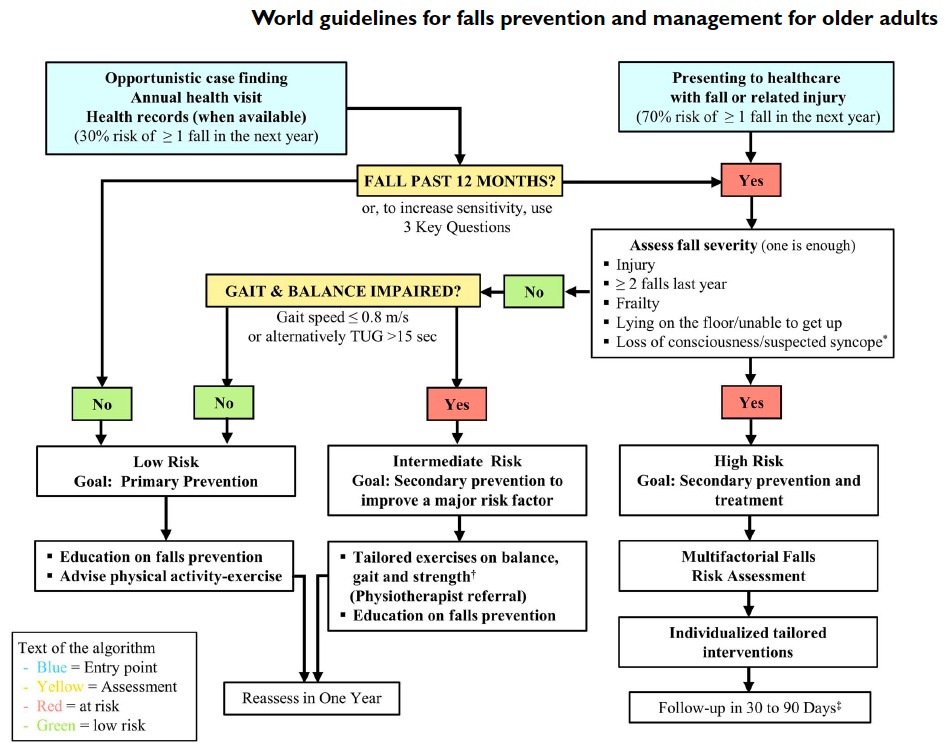 World guidelines for falls prevention and management for older adults
Opportunistic case finding
Annual health visit
Health records (when available)
(30% risk of ≥ 1 fall in the next year)
Presenting to healthcare
with fall or related injury
(70% risk of ≥ 1 fall in the next year)
FALL PAST 12 MONTHS?
or, to increase sensitivity, use
3 Key Questions
Yes
Assess fall severity (one is enough)
▪ Injury
▪ ≥ 2 falls last year
▪ Frailty
▪ Lying on the floor/unable to get up
▪ Loss of consciousness/suspected syncope*
No
GAIT & BALANCE IMPAIRED?
Gait speed ≤ 0.8 m/s
or alternatively TUG >15 sec
No
No
Yes
Yes
Low Risk
Goal: Primary Prevention
Intermediate Risk
Goal: Secondary prevention to
improve a major risk factor
High Risk
Goal: Secondary prevention and
treatment
▪ Education on falls prevention
▪ Advise physical activity-exercise
▪ Tailored exercises on balance,
gait and strength†
(Physiotherapist referral)
▪ Education on falls prevention
Multifactorial Falls
Risk Assessment
Individualized tailored
interventions
Reassess in One Year
Follow-up in 30 to 90 Days‡
Text of the algorithm
- Blue = Entry point
- Yellow = Assessment
- Red = at risk
- Green = low risk